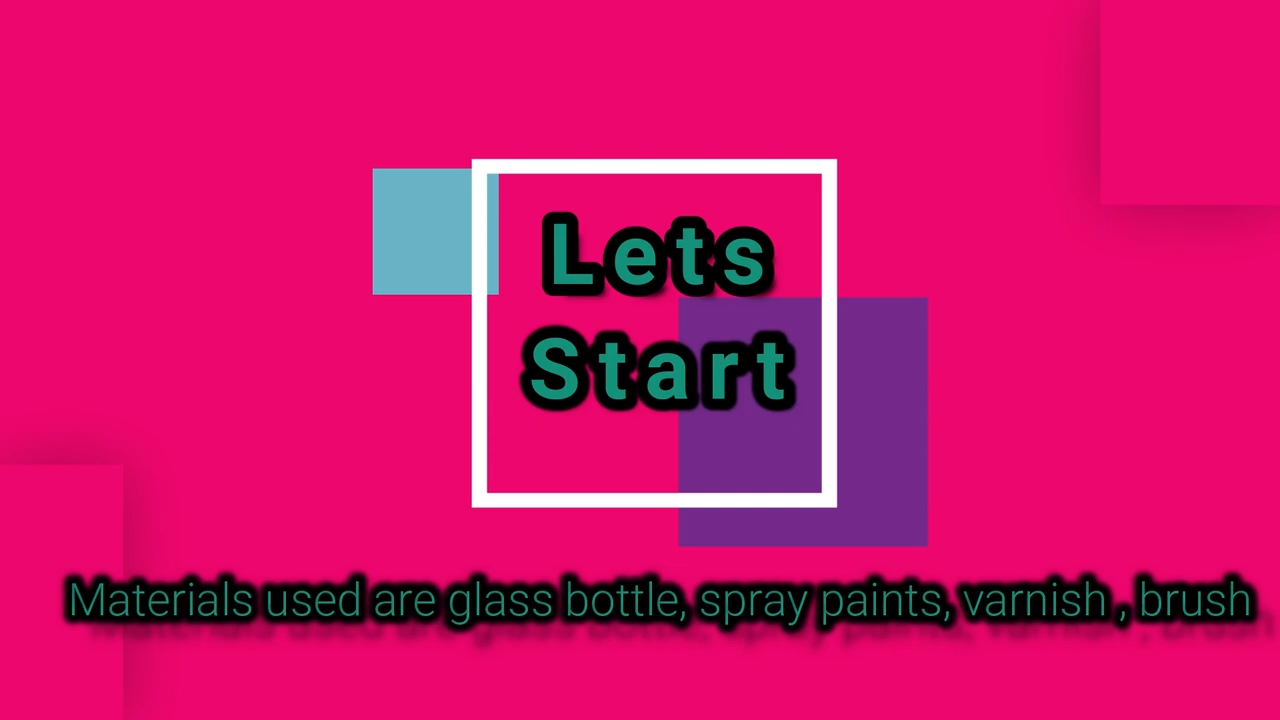 Lets
Start
Materials used are glass bottle, spray paints, varnish , brush